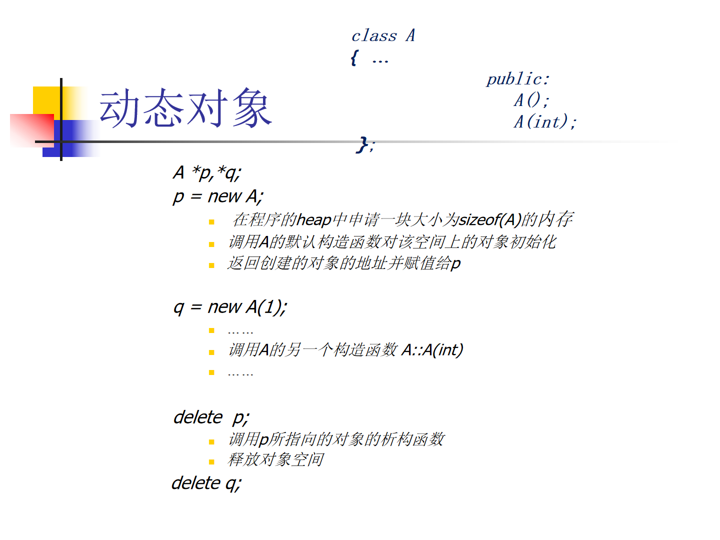 class A
{ …
public:
A();
A(int);
};
动态对象
A *p,*q;
p = new A;
在程序的heap中申请一块大小为sizeof(A)的内存
调用A的默认构造函数对该空间上的对象初始化
返回创建的对象的地址并赋值给p
q = new A(1);
……
调用A的另一个构造函数 A::A(int)
……
delete p;
调用p所指向的对象的析构函数
释放对象空间
delete q;